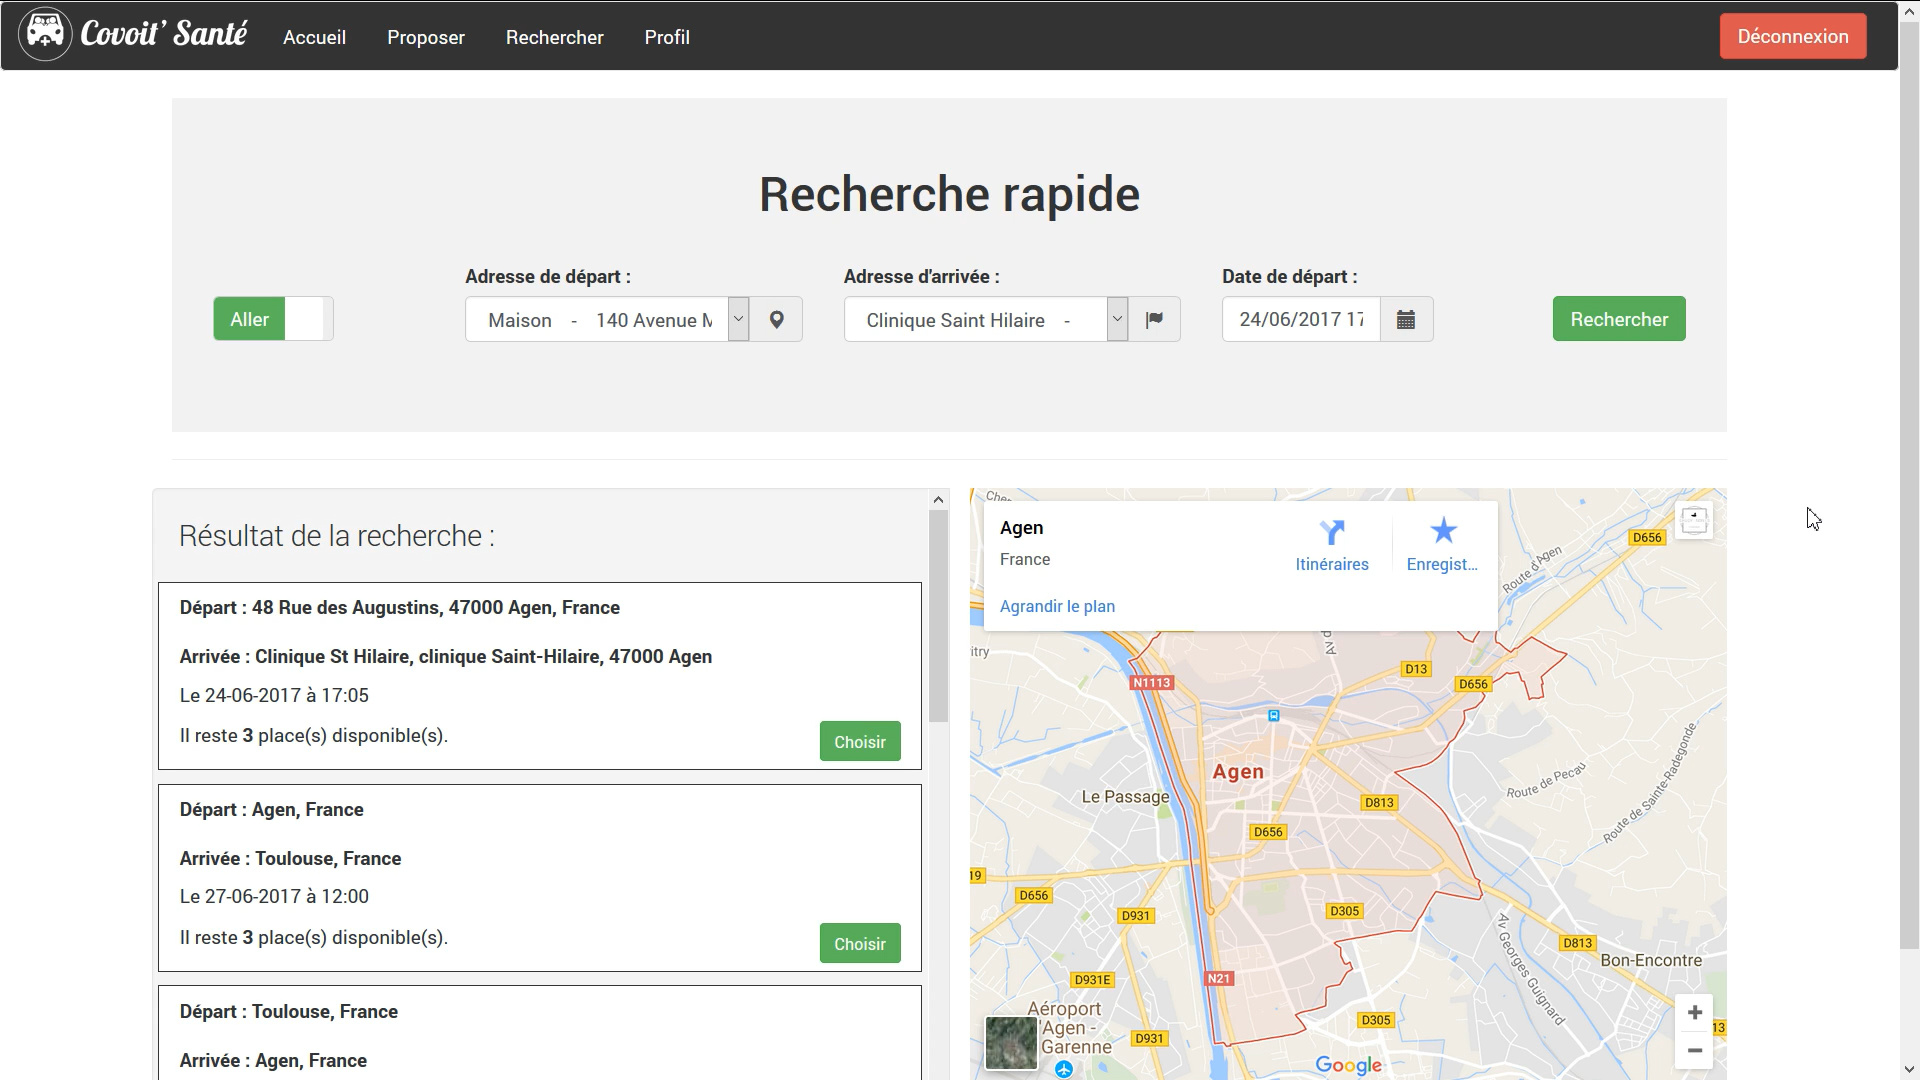 Covoit' Santé
Accueil
Proposer
Rechercher
Profil
Déconnexion
Recherche rapide
Adresse de départ :
Adresse d'arrivée :
Date de départ :
Aller
Maison - 140 Avenue
Clinique Saint Hilaire -
24/06/2017 17
Rechercher
Résultat de la recherche :
Départ : 48 Rue des Augustins, 47000 Agen, France
Arrivée : Clinique St Hilaire, clinique Saint-Hilaire, 47000 Agen
Le 24-06-2017 à 17:05
Il reste 3 place(s) disponible(s).
Choisir
Départ : Agen, France
Arrivée : Toulouse, France
Le 27-06-2017 à 12:00
Il reste 3 place(s) disponible(s).
Choisir
Départ : Toulouse, France
Arrivée : Agen, France
Agen
France
Itinéraires
Enregist...
Agrandir le plan
D656
Route d'Agen
D13
D656
N1113
Agen
Le Passage
D813
D656
Route de Pecau
Route de Sainte-Radegonde
19
D656
D931
D305
Av Georges Guignard
D813
Bon-Encontre
N21
D931E
Aéroport
d'Agen -
Garenne
D931
D305
13
Google